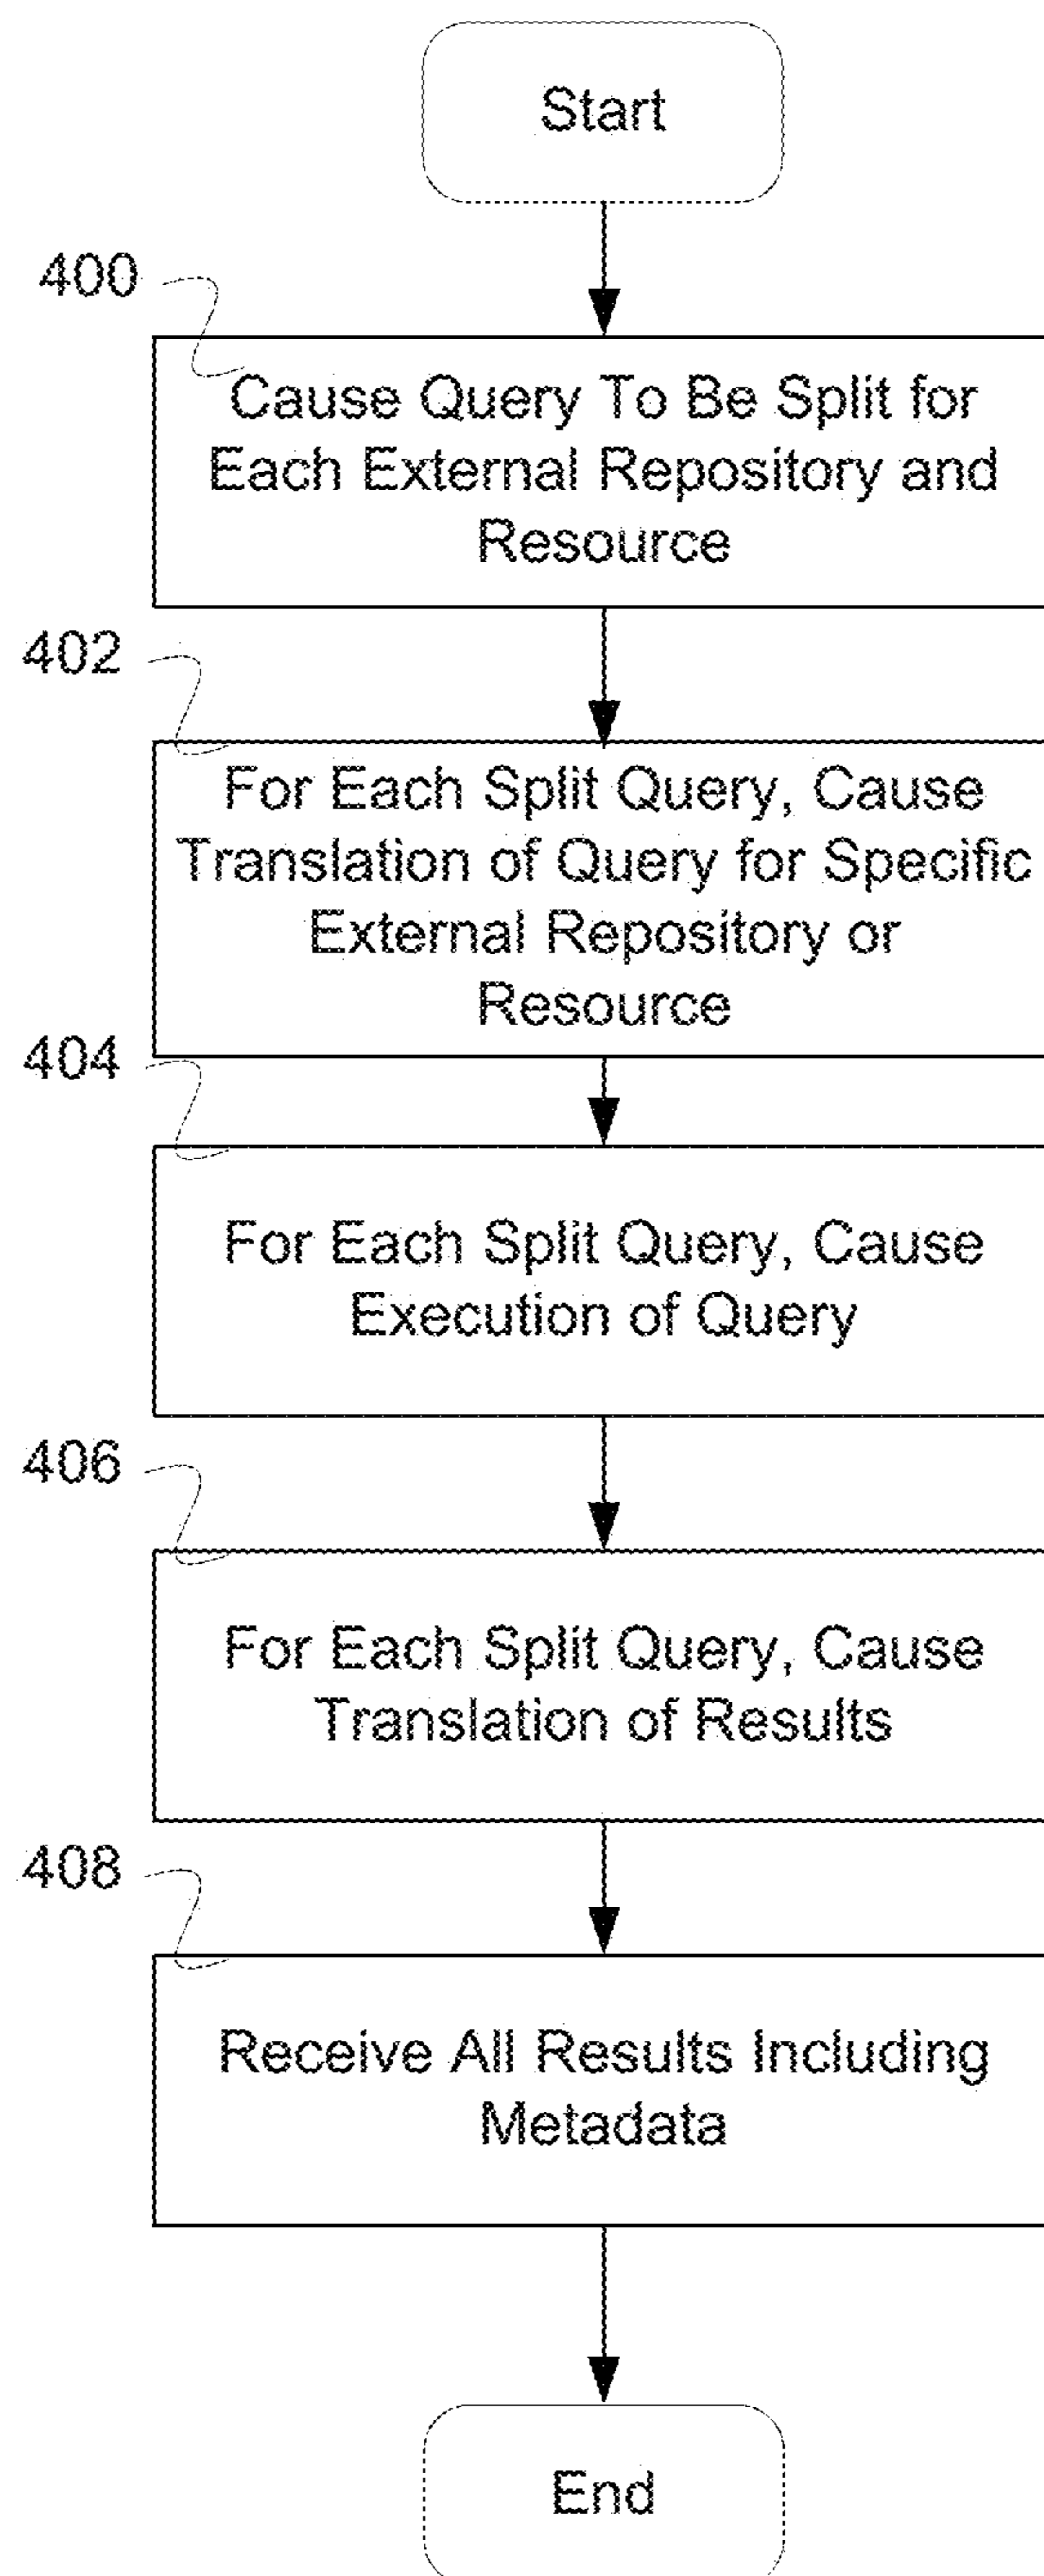 Start
400
Cause Query To Be Split for
Each External Repository and
Resource
402
For Each Split Query, Cause
Translation of Query for Specific
External Repository or
Resource
404
For Each Split Query, Cause
Execution of Query
406
For Each Split Query, Cause
Translation of Results
408
Receive All Results Including
Metadata
End